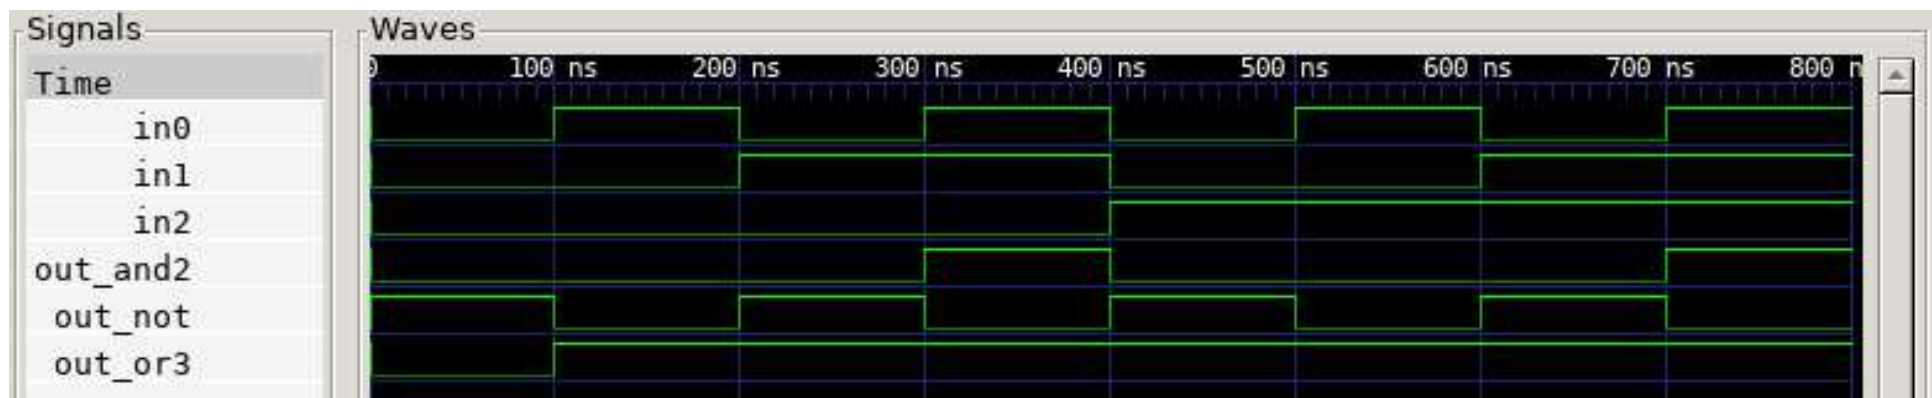 Signals
Waves
Time
0 100 ns 200 ns 300 ns 400 ns 500 ns 600 ns 700 ns 800 n
in0
in1
in2
out_and2
out_not
out_or3